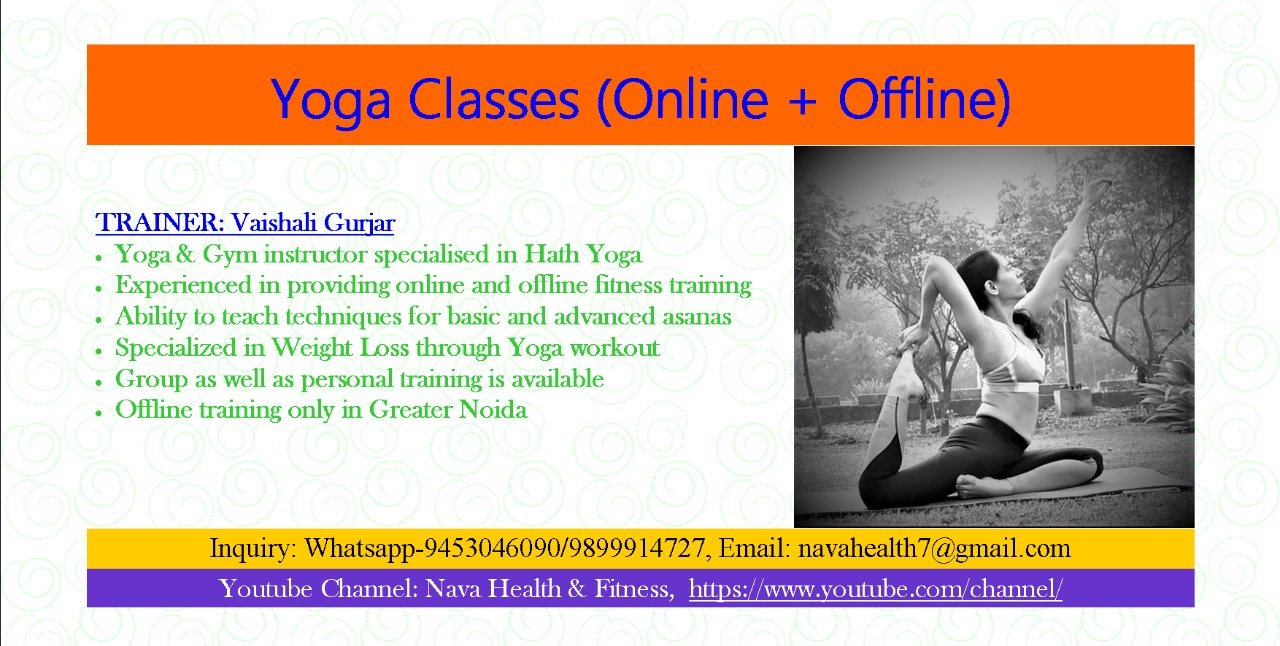 Yoga Classes (Online + Offline)
TRAINER: Vaishali Gurjar
• Yoga & Gym instructor specialised in Hath Yoga
• Experienced in providing online and offline fitness training
• Ability to teach techniques for basic and advanced asanas
• Specialized in Weight Loss through Yoga workout
• Group as well as personal training is available
• Offline training only in Greater Noida
Inquiry: Whatsapp-9453046090/9899914727, Email: navahealth7@gmail.com
Youtube Channel: Nava Health & Fitness, https://www.youtube.com/channel/